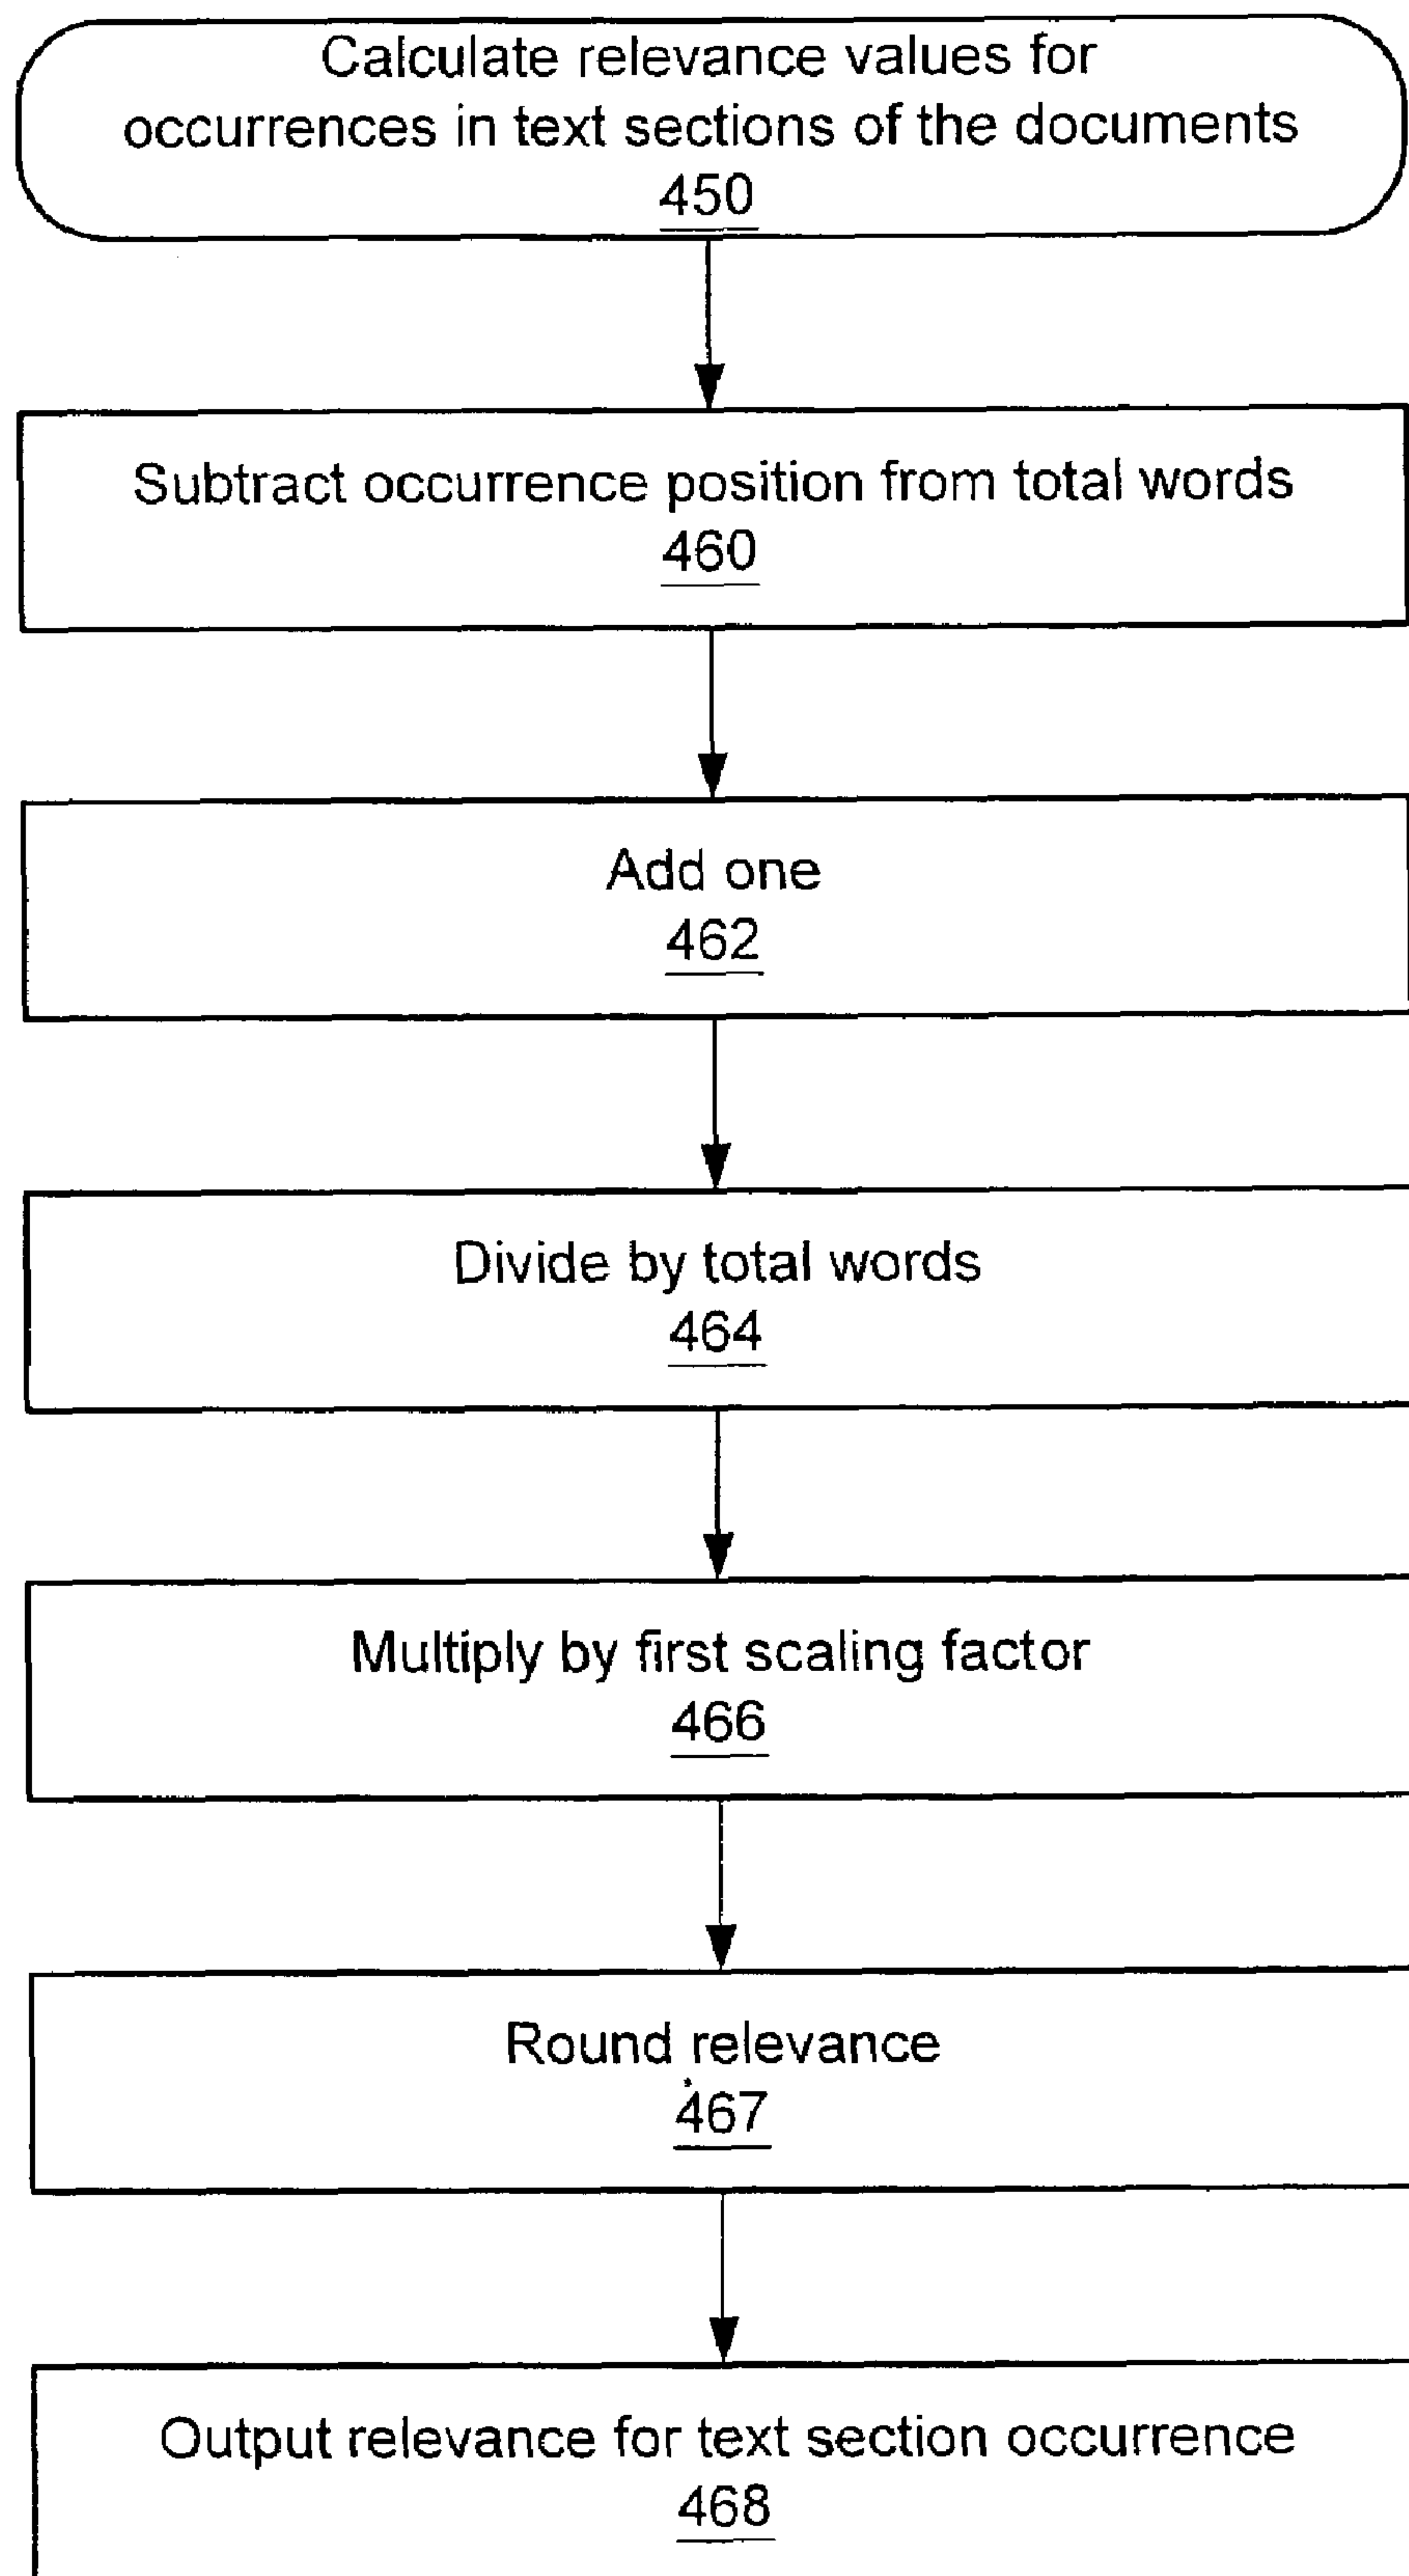 Calculate relevance values for
occurrences in text sections of the documents
450
Subtract occurrence position from total words
460
Add one
462
Divide by total words
464
Multiply by first scaling factor
466
Round relevance
467
Output relevance for text section occurrence
468